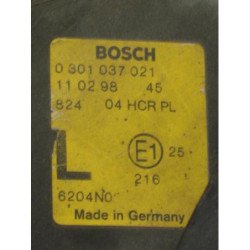 BOSCH
0 301 037 021
11 02 98 45
824 04 HCR PL
L E1 25
216
6204N0
Made in Germany